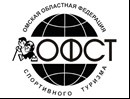 ОМСКАЯ ОБЛАСТНАЯ ФЕДЕРАЦИЯ
ОФСТ
СПОРТИВНОГО ТУРИЗМА